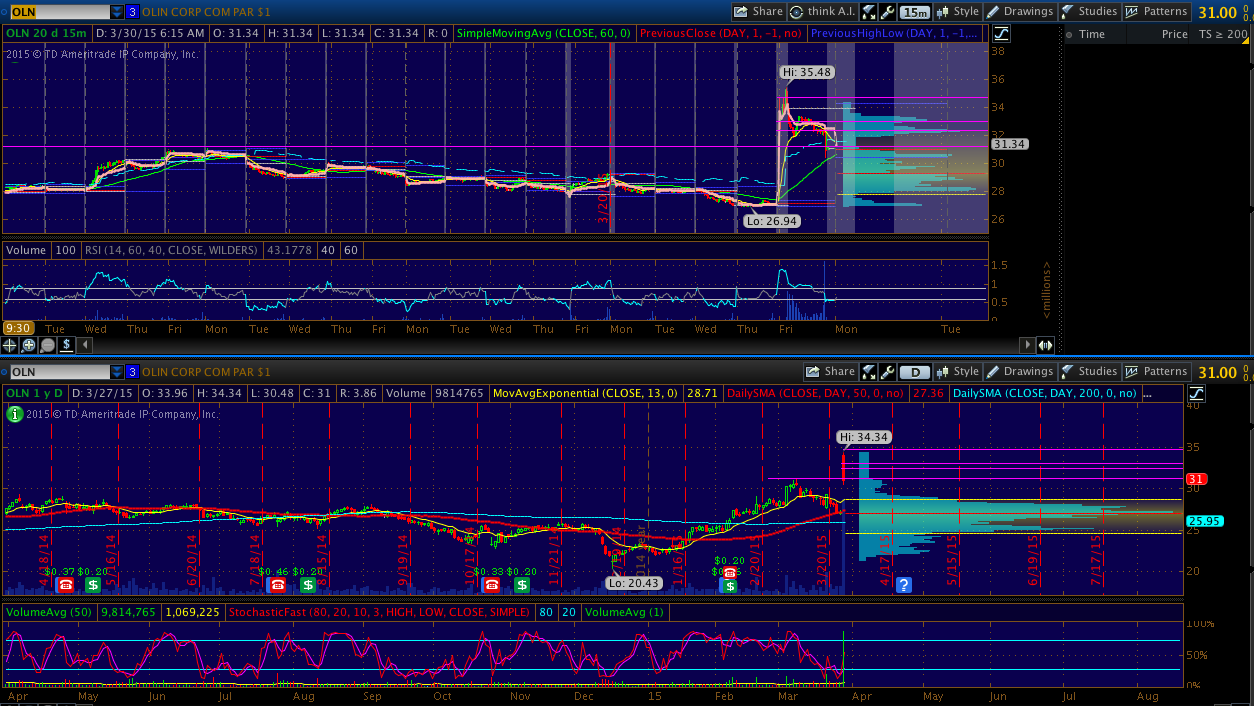 OLN 3 OLIN CORP COM PAR $1 Share think A.I. 15m Style Drawings Studies Patterns 31.00
OLN 20 d 15m D: 3/30/15 6:15 AM O: 31.34 H: 31.34 L: 31.34 C: 31.34 R: 0 SimpleMovingAvg (CLOSE, 60, 0) PreviousClose (DAY, 1, -1, no) PreviousHighLow (DAY, 1, -1,... Time Price TS ≥ 200
2015 © TD Ameritrade IP Company, Inc.
38
Hi: 35.48
36
34
32
31.34
30
28
3/20
Lo: 26.94
26
Volume 100 RSI (14, 60, 40, CLOSE, WILDERS) 43.1778 40 60
1.5
1
0.5
0
<millions>
9:30 Tue Wed Thu Fri Mon Tue Wed Thu Fri Mon Tue Wed Thu Fri Mon Tue Wed Thu Fri Mon Tue
$
OLN 3 OLIN CORP COM PAR $1 Share D Style Drawings Studies Patterns 31.00
OLN 1 y D D: 3/27/15 O: 33.96 H: 34.34 L: 30.48 C: 31 R: 3.86 Volume 9814765 MovAvgExponential (CLOSE, 13, 0) 28.71 DailySMA (CLOSE, DAY, 50, 0, no) 27.36 DailySMA (CLOSE, DAY, 200, 0, no) ...
2015 © TD Ameritrade IP Company, Inc.
40
Hi: 34.34
35
31
30
25.95
25
4/18/14 5/16/14 6/20/14 7/18/14 8/15/14 9/19/14 10/17/14 11/21/14 1/16/15 2/20/15 3/20/15 4/17/15 5/15/15 6/19/15 7/17/15
20
$0.37 $0.20 $0.46 $0.20 $0.33 $0.20 $0.20
Lo: 20.43
VolumeAvg (50) 9,814,765 1,069,225 StochasticFast (80, 20, 10, 3, HIGH, LOW, CLOSE, SIMPLE) 80 20 VolumeAvg (1)
100%
50%
0%
Apr May Jun Jul Aug Sep Oct Nov Dec 15 Feb Mar Apr May Jun Jul Aug